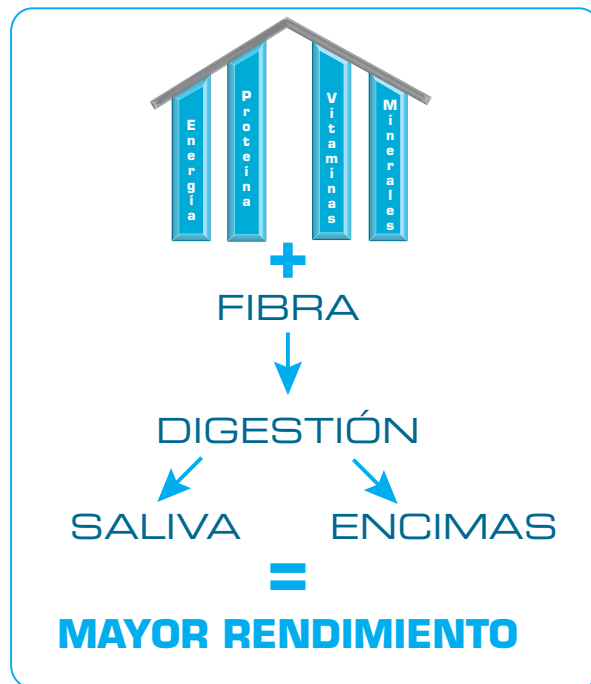 Energía
Proteína
Vitaminas
Minerales
+
FIBRA
DIGESTIÓN
SALIVA ENCIMAS
=
MAYOR RENDIMIENTO